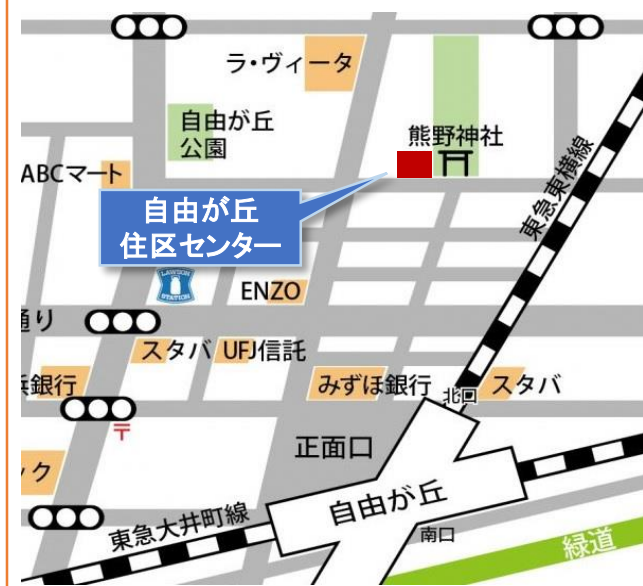 ラ・ヴィータ
自由が丘
公園
熊野神社
ABCマート
東急東横線
自由が丘
住区センター
LAWSON
STATION
ENZO
通り
スタバ
UFJ信託
浜銀行
みずほ銀行
北口
スタバ
〒
正面口
ック
自由が丘
東急大井町線
南口
緑道